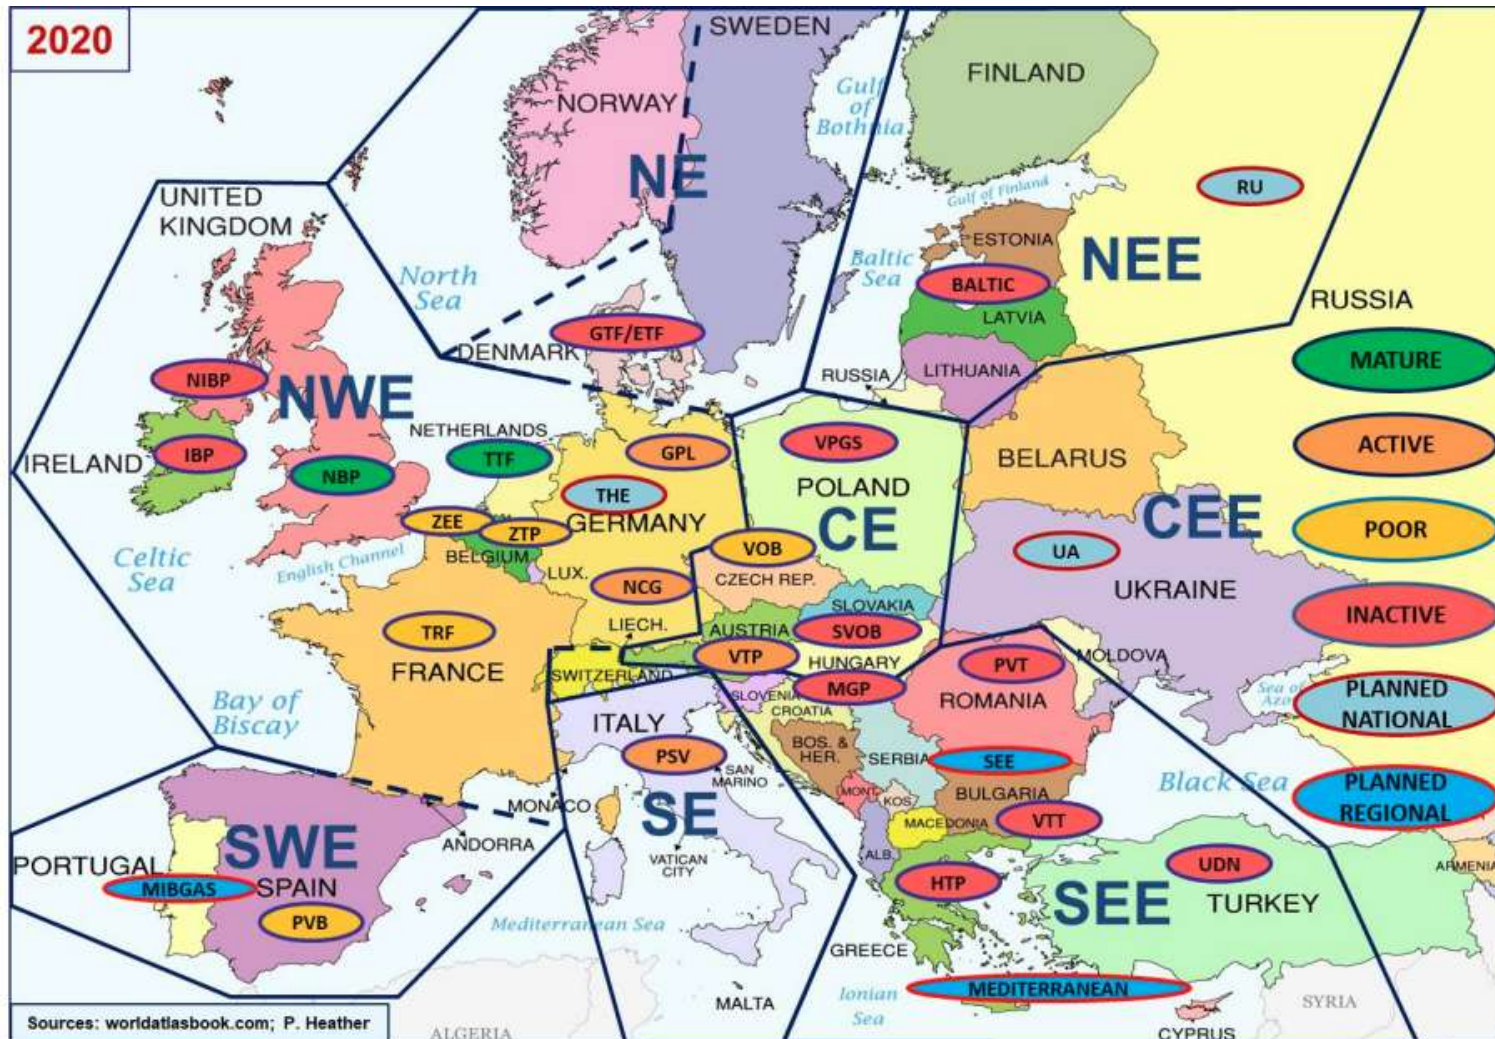 2020
SWEDEN
FINLAND
NORWAY
Gulf
of
Bothnia
NE
UNITED
KINGDOM
Gulf of Finland
RU
ESTONIA
NEE
North
Sea
Baltic
Sea
BALTIC
RUSSIA
LATVIA
DENMARK
GTF/ETF
LITHUANIA
RUSSIA
MATURE
NIBP
NWE
NETHERLANDS
IRELAND
IBP
NBP
TTF
GPL
VPGS
BELARUS
ACTIVE
THE
GERMANY
POLAND
CE
CEE
ZEE
ZTP
BELGIUM
VOB
UA
POOR
Celtic
Sea
English Channel
LUX.
NCG
CZECH REP.
UKRAINE
SLOVAKIA
INACTIVE
TRF
FRANCE
LIECH.
AUSTRIA
SVOB
VTP
HUNGARY
SWITZERLAND
PVT
MOLDOVA
ROMANIA
MGP
SLOVENIA
CROATIA
Sea of
Azo
PLANNED
NATIONAL
Bay of
Biscay
ITALY
PSV
SAN
MARINO
BOS. &
HER.
SERBIA
SEE
Black Sea
PLANNED
REGIONAL
MONACO
SE
MONT.
KOS.
BULGARIA
MACEDONIA
VTT
SWE
ANDORRA
VATICAN
CITY
ALB.
PORTUGAL
MIBGAS
SPAIN
PVB
HTP
UDN
ARMENIA
SEE
TURKEY
Mediterranean Sea
GREECE
MEDITERRANEAN
MALTA
Ionian
Sea
SYRIA
CYPRUS
ALGERIA
Sources: worldatlasbook.com; P. Heather